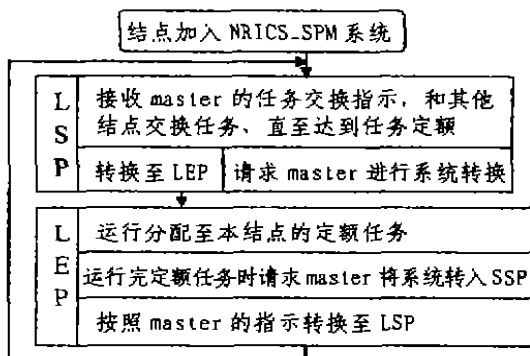 结点加入 NRICS_SPM 系统
LSP
接收 master 的任务交换指示，和其他
结点交换任务、直至达到任务定额
转换至 LEP
请求 master 进行系统转换
LEP
运行分配至本结点的定额任务
运行完定额任务时请求 master 将系统转入 SSP
按照 master 的指示转换至 LSP